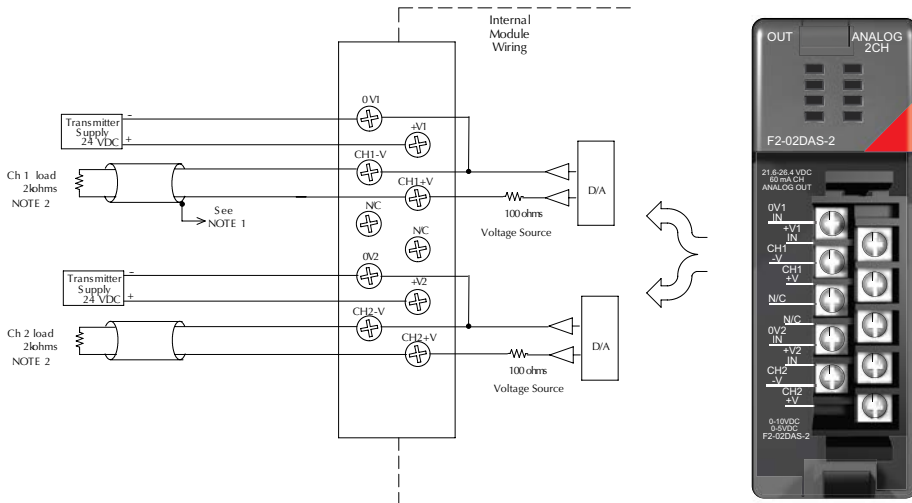 Internal
Module
Wiring
0V1
Transmitter
Supply
24 VDC
-
+
+V1
CH1-V
Ch 1 load
2kohms
NOTE 2
CH1+V
See
NOTE 1
N/C
100 ohms
Voltage Source
D/A
N/C
0V2
Transmitter
Supply
24 VDC
-
+
+V2
CH2-V
Ch 2 load
2kohms
NOTE 2
CH2+V
100 ohms
Voltage Source
D/A
OUT
ANALOG
2CH
F2-02DAS-2
21.6-26.4 VDC
60 mA CH
ANALOG OUT
0V1
IN
+V1
IN
CH1
-V
CH1
+V
N/C
N/C
0V2
IN
+V2
IN
CH2
-V
CH2
+V
0-10VDC
0-5VDC
F2-02DAS-2